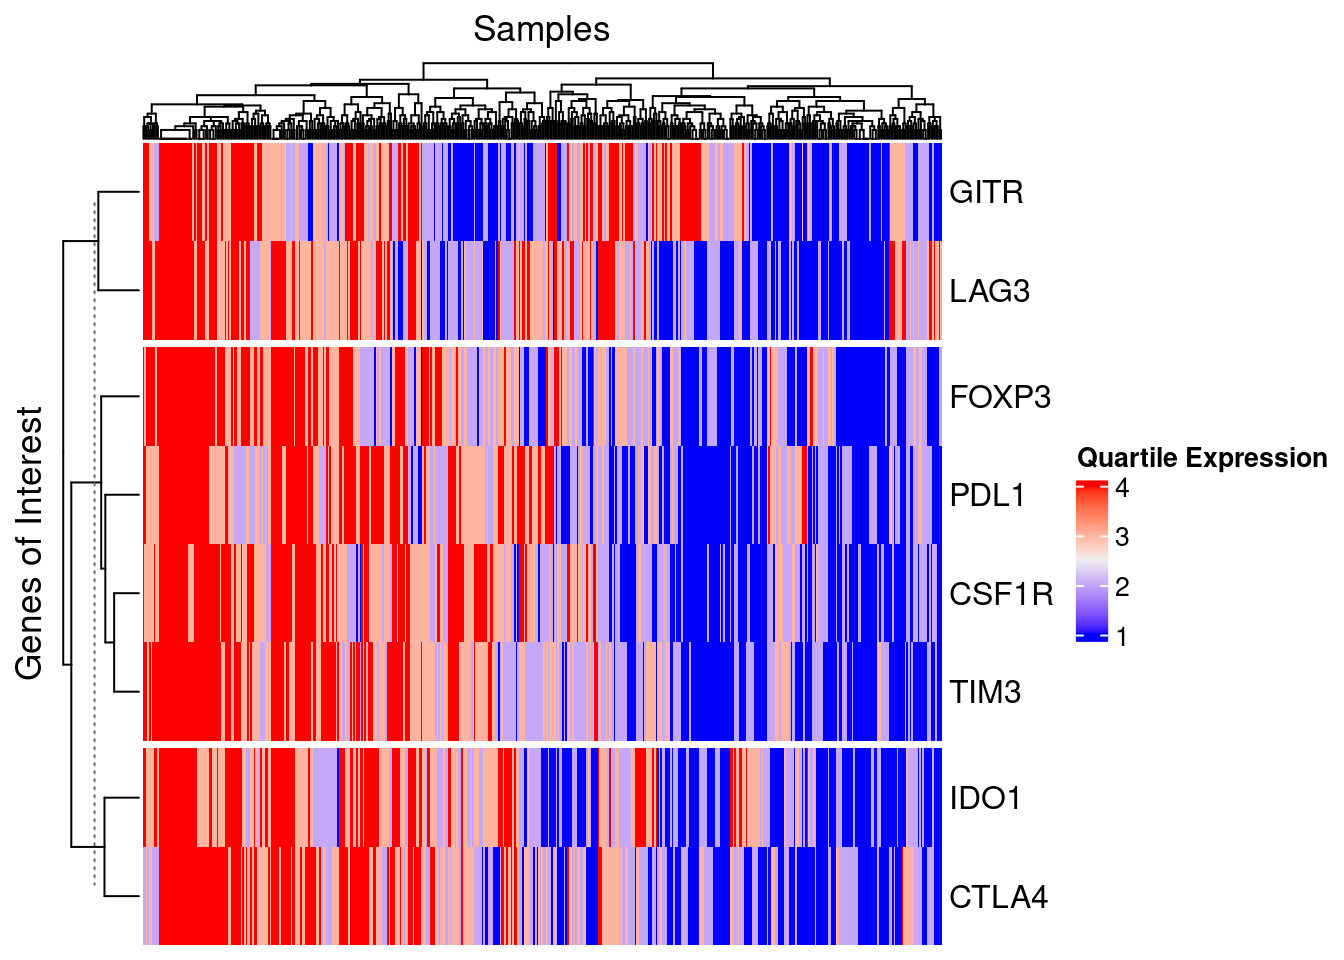 Samples
Genes of Interest
GITR
LAG3
FOXP3
PDL1
CSF1R
TIM3
IDO1
CTLA4
Quartile Expression
4
3
2
1